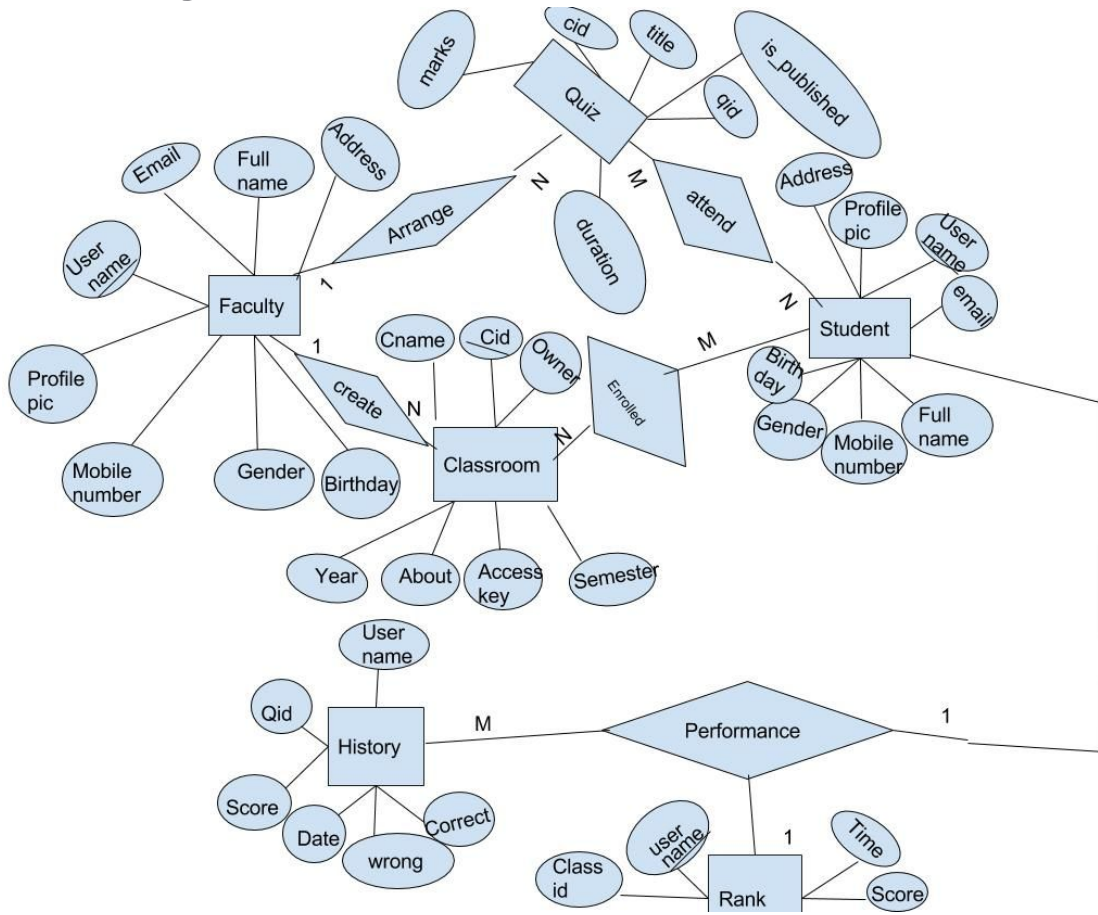 cid
title
marks
is_published
Quiz
qid
Address
Full
name
Email
N
M
attend
Address
Arrange
Profile
pic
User
name
duration
User
name
1
Faculty
N
email
Student
Cname
Cid
Owner
M
1
Birth
day
Profile
pic
create
N
Enrolled
Full
name
Gender
N
Classroom
Mobile
number
Mobile
number
Gender
Birthday
Year
About
Access
key
Semester
User
name
Qid
M
Performance
1
History
Score
Date
Correct
wrong
1
user
name
Time
Class
id
Rank
Score